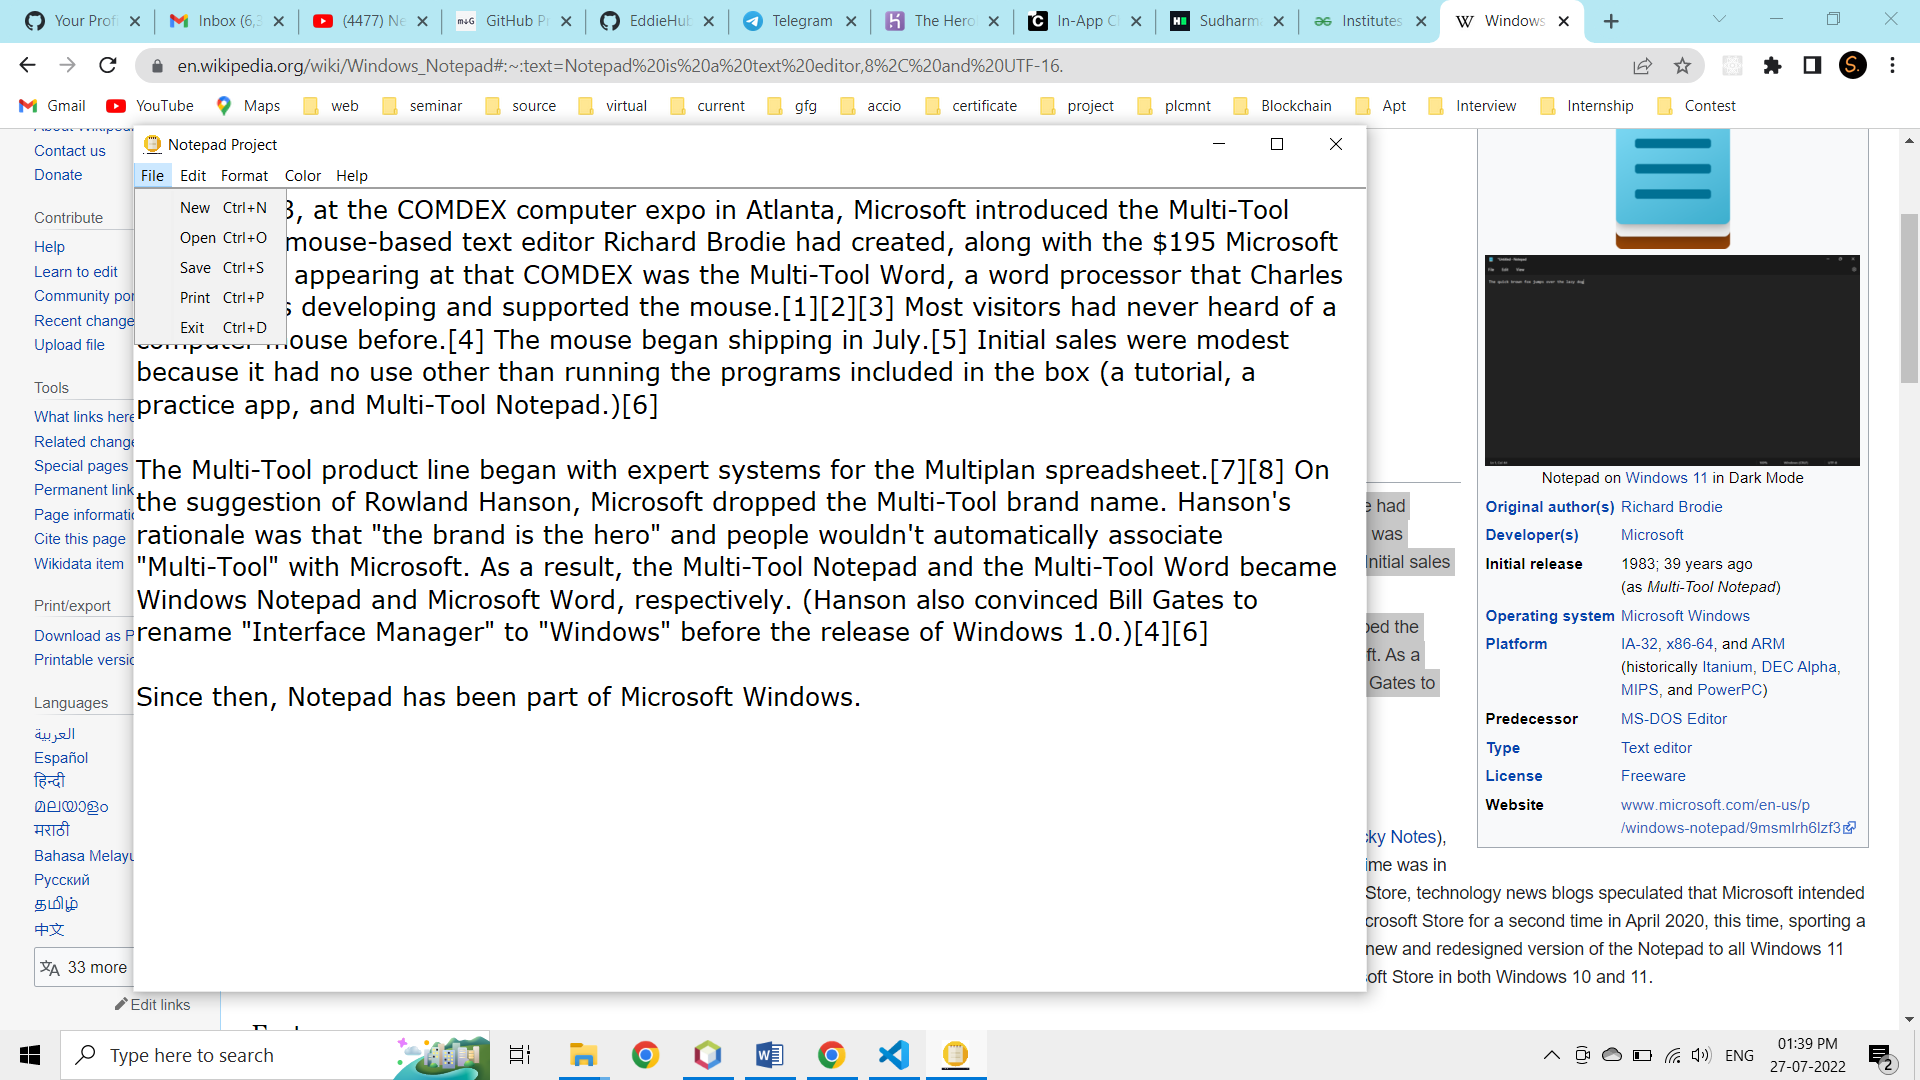 Your Profi
Inbox (6,3
(4477) Ne
GitHub Pr
EddieHub
Telegram
The Hero
In-App Cl
Sudharma
Institutes
Windows
en.wikipedia.org/wiki/Windows_Notepad#:~:text=Notepad%20is%20a%20text%20editor,8%2C%20and%20UTF-16.
Gmail
YouTube
Maps
web
seminar
source
virtual
current
gfg
accio
certificate
project
plcmnt
Blockchain
Apt
Interview
Internship
Contest
About Wikiped
Contact us
Donate
Contribute
Help
Learn to edit
Community por
Recent change
Upload file
Tools
What links here
Related change
Special pages
Permanent link
Page informatio
Cite this page
Wikidata item
Print/export
Download as P
Printable versio
Languages
العربية
Español
हिन्दी
മലയാളം
मराठी
Bahasa Melayu
Русский
தமிழ்
中文
33 more
Edit links
Notepad Project
File Edit Format Color Help
New Ctrl+N
Open Ctrl+O
Save Ctrl+S
Print Ctrl+P
Exit Ctrl+D
3, at the COMDEX computer expo in Atlanta, Microsoft introduced the Multi-Tool
mouse-based text editor Richard Brodie had created, along with the $195 Microsoft
appearing at that COMDEX was the Multi-Tool Word, a word processor that Charles
s developing and supported the mouse.[1][2][3] Most visitors had never heard of a
computer mouse before.[4] The mouse began shipping in July.[5] Initial sales were modest
because it had no use other than running the programs included in the box (a tutorial, a
practice app, and Multi-Tool Notepad.)[6]
The Multi-Tool product line began with expert systems for the Multiplan spreadsheet.[7][8] On
the suggestion of Rowland Hanson, Microsoft dropped the Multi-Tool brand name. Hanson's
rationale was that "the brand is the hero" and people wouldn't automatically associate
"Multi-Tool" with Microsoft. As a result, the Multi-Tool Notepad and the Multi-Tool Word became
Windows Notepad and Microsoft Word, respectively. (Hanson also convinced Bill Gates to
rename "Interface Manager" to "Windows" before the release of Windows 1.0.)[4][6]
Since then, Notepad has been part of Microsoft Windows.
e had
was
Initial sales
ped the
ft. As a
Gates to
cky Notes),
ime was in
Store, technology news blogs speculated that Microsoft intended
crosoft Store for a second time in April 2020, this time, sporting a
new and redesigned version of the Notepad to all Windows 11
oft Store in both Windows 10 and 11.
The quick brown fox jumps over the lazy dog
Notepad on Windows 11 in Dark Mode
Original author(s) Richard Brodie
Developer(s) Microsoft
Initial release 1983; 39 years ago
(as Multi-Tool Notepad)
Operating system Microsoft Windows
Platform IA-32, x86-64, and ARM
(historically Itanium, DEC Alpha,
MIPS, and PowerPC)
Predecessor MS-DOS Editor
Type Text editor
License Freeware
Website www.microsoft.com/en-us/p
/windows-notepad/9msmlrh6lzf3
Type here to search
ENG
01:39 PM
27-07-2022
2